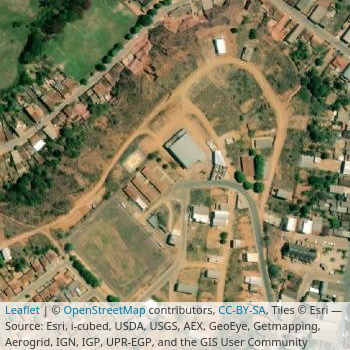 Leaflet | © OpenStreetMap contributors, CC-BY-SA, Tiles © Esri —
Source: Esri, i-cubed, USDA, USGS, AEX, GeoEye, Getmapping,
Aerogrid, IGN, IGP, UPR-EGP, and the GIS User Community